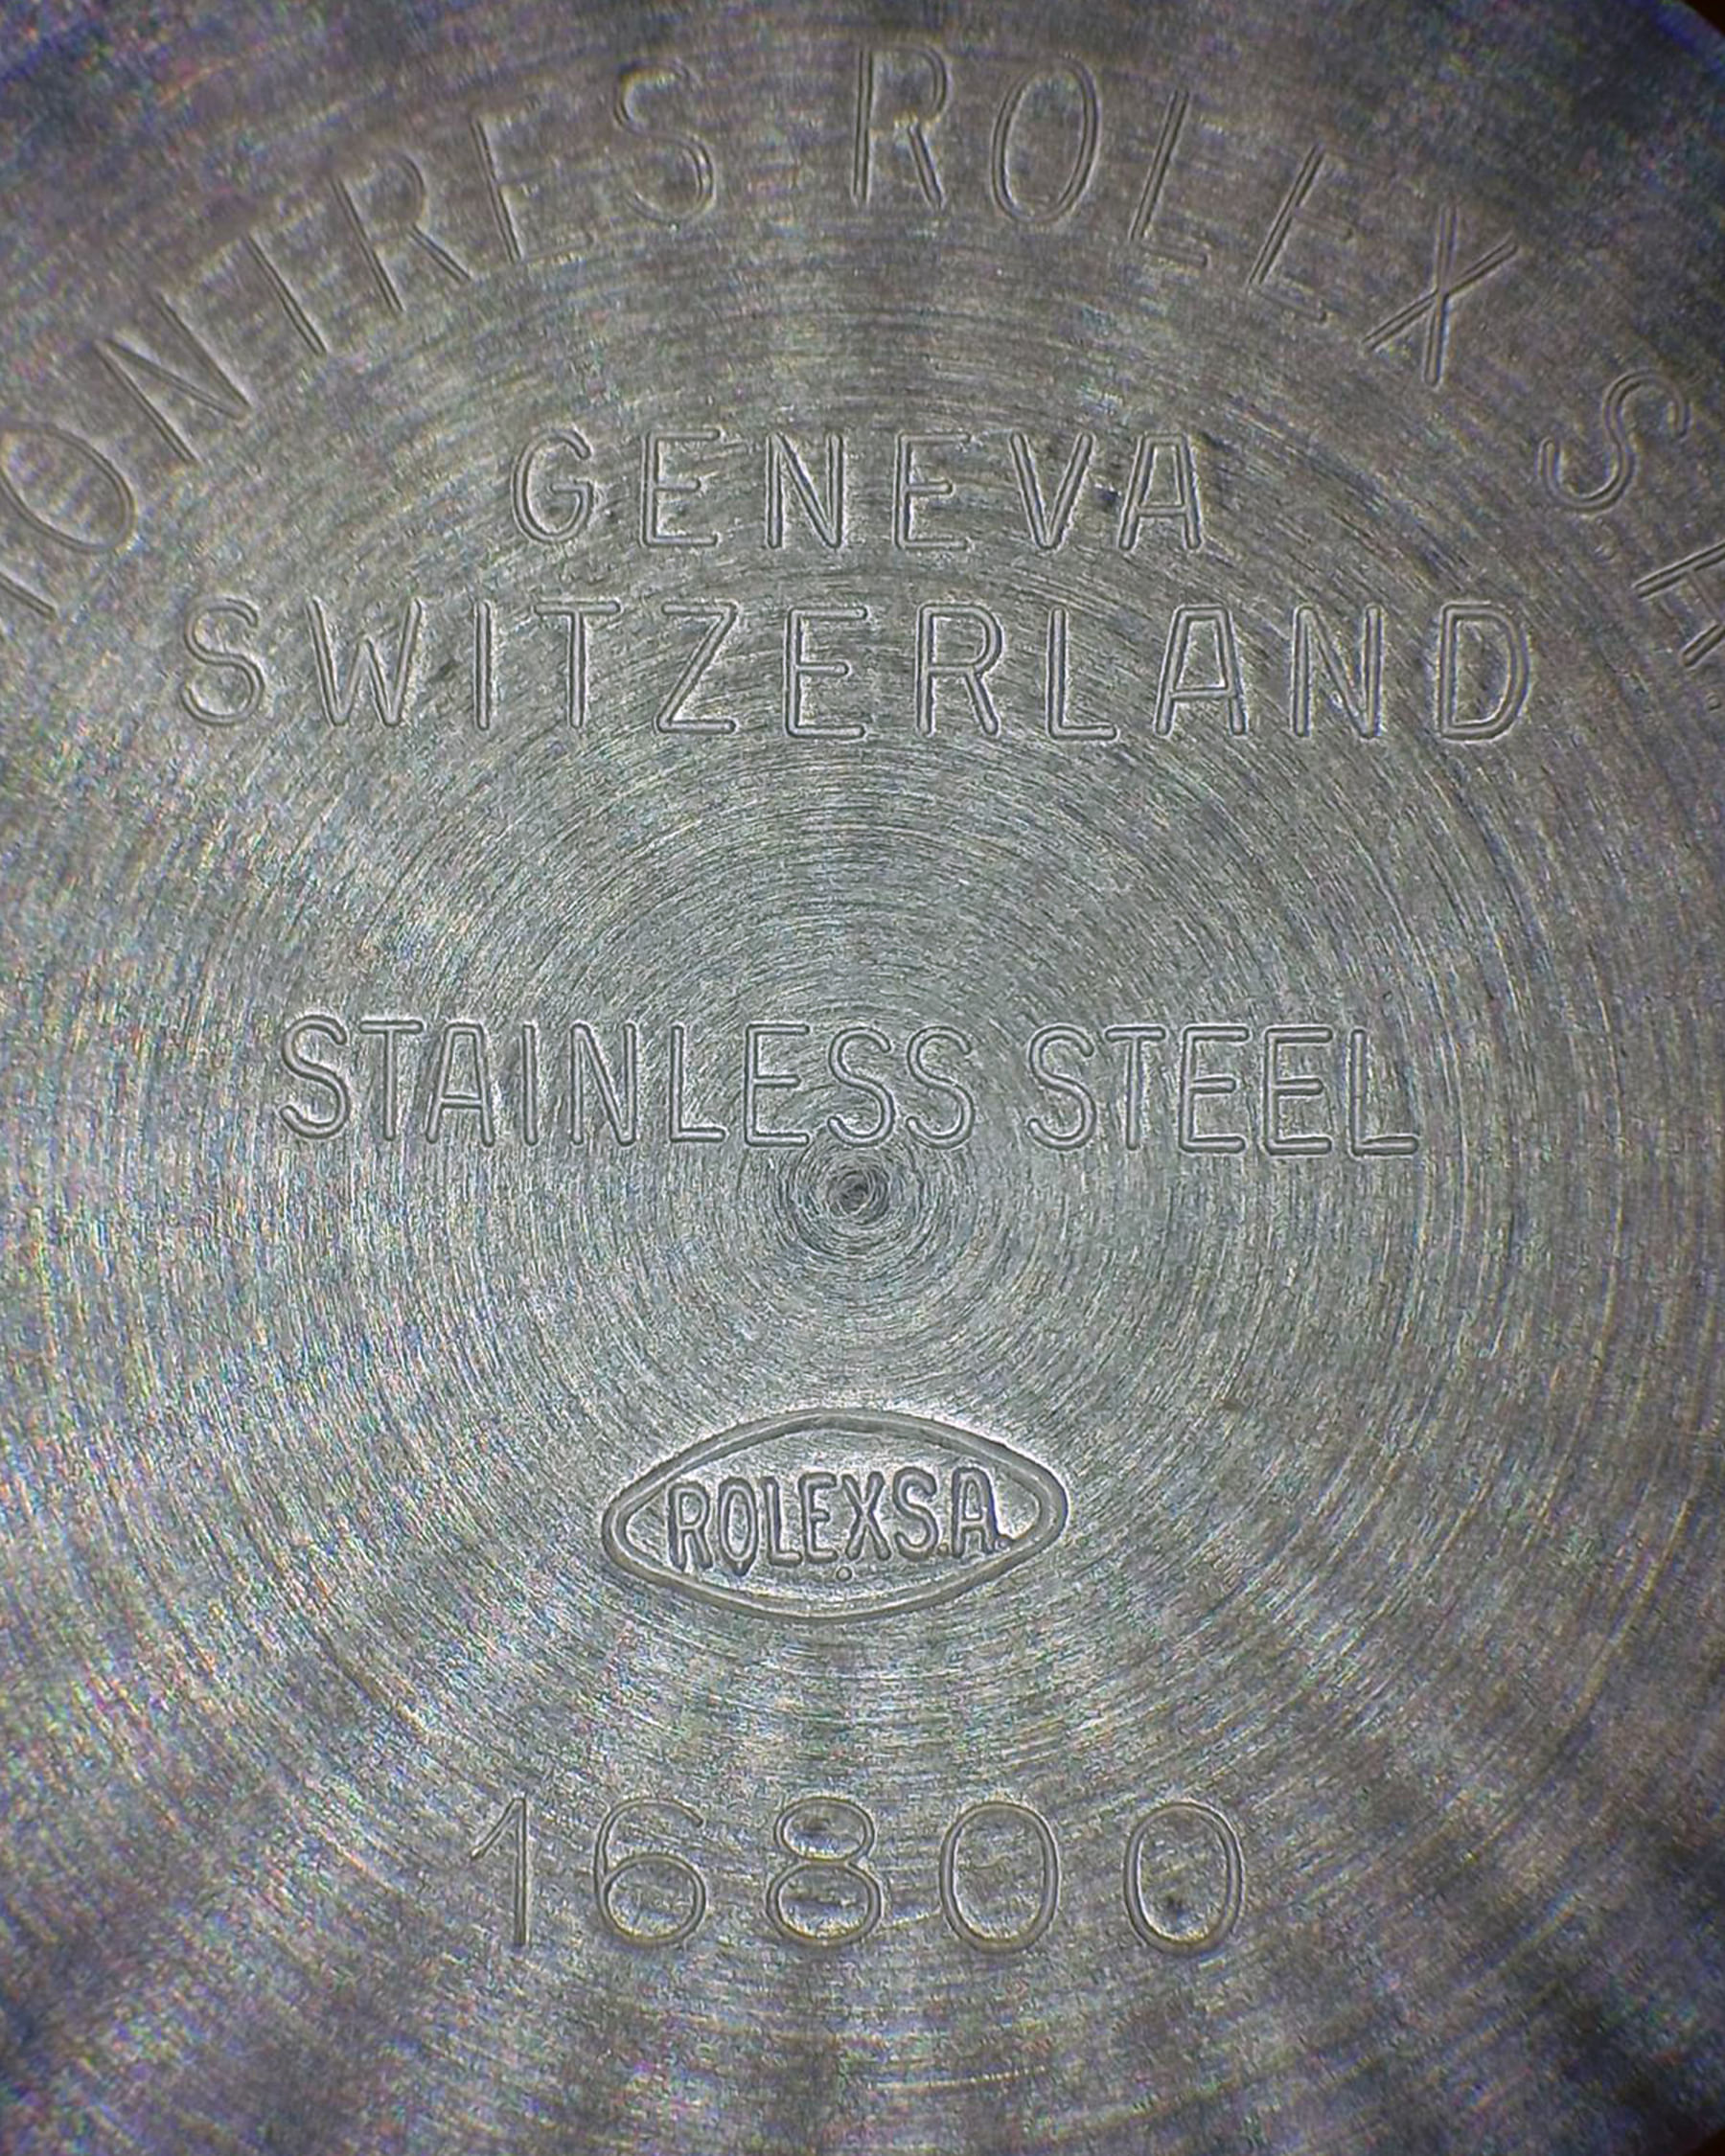 MONTRES ROLEX S.A.
GENEVA
SWITZERLAND
STAINLESS STEEL
ROLEX S.A.
16800